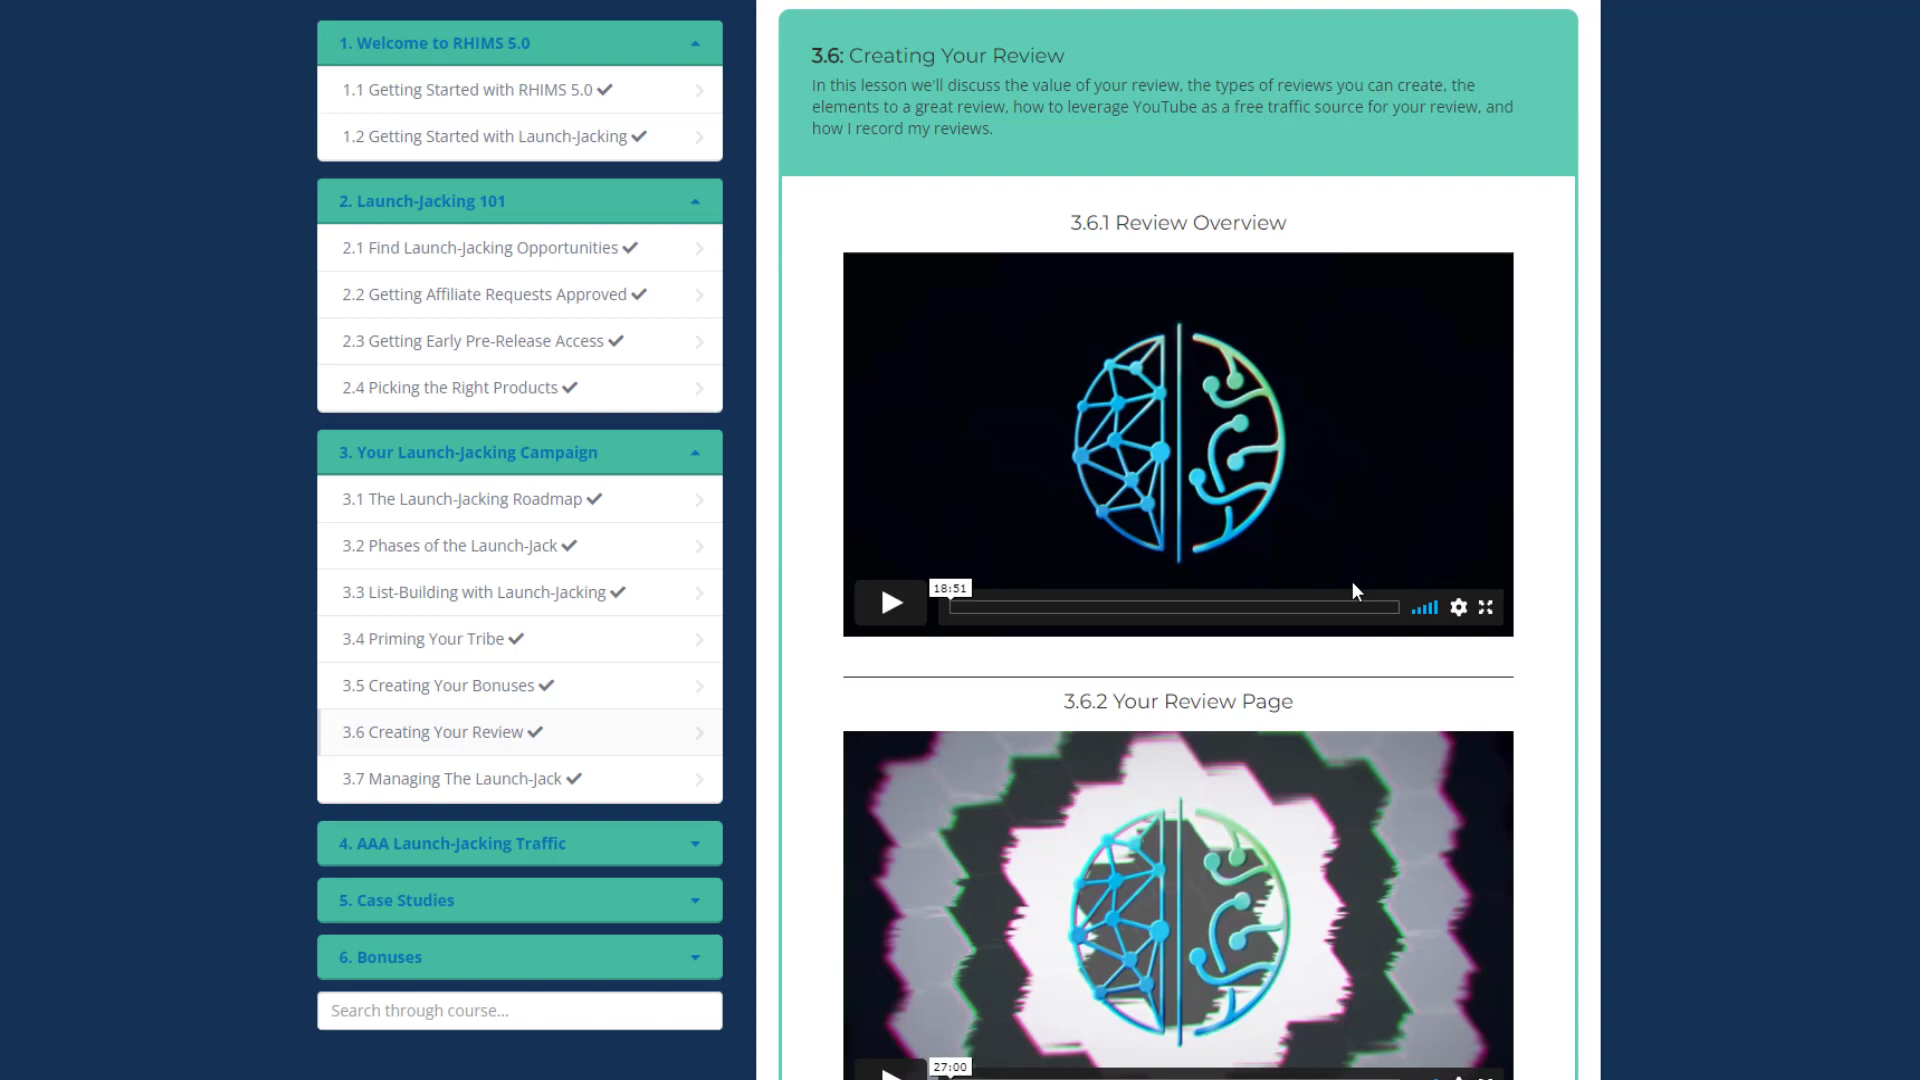 1. Welcome to RHIMS 5.0
1.1 Getting Started with RHIMS 5.0
1.2 Getting Started with Launch-Jacking
2. Launch-Jacking 101
2.1 Find Launch-Jacking Opportunities
2.2 Getting Affiliate Requests Approved
2.3 Getting Early Pre-Release Access
2.4 Picking the Right Products
3. Your Launch-Jacking Campaign
3.1 The Launch-Jacking Roadmap
3.2 Phases of the Launch-Jack
3.3 List-Building with Launch-Jacking
3.4 Priming Your Tribe
3.5 Creating Your Bonuses
3.6 Creating Your Review
3.7 Managing The Launch-Jack
4. AAA Launch-Jacking Traffic
5. Case Studies
6. Bonuses
Search through course...
3.6: Creating Your Review
In this lesson we'll discuss the value of your review, the types of reviews you can create, the
elements to a great review, how to leverage YouTube as a free traffic source for your review, and
how I record my reviews.
3.6.1 Review Overview
18:51
3.6.2 Your Review Page
27:00